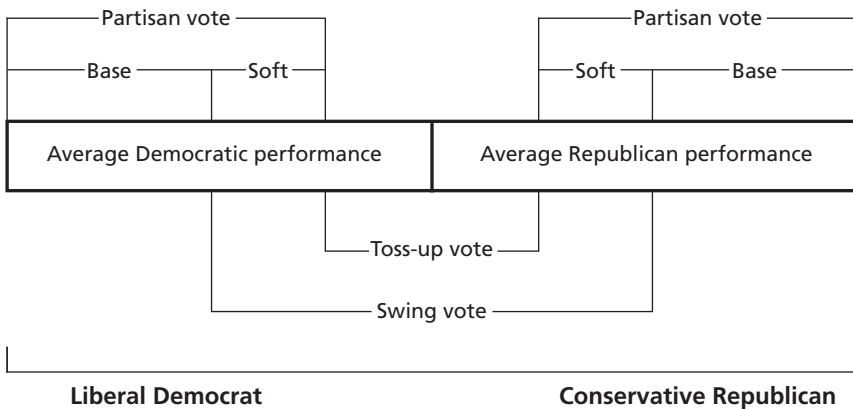 Partisan vote Partisan vote
Base Soft Soft Base
Average Democratic performance Average Republican performance
Toss-up vote
Swing vote
Liberal Democrat Conservative Republican